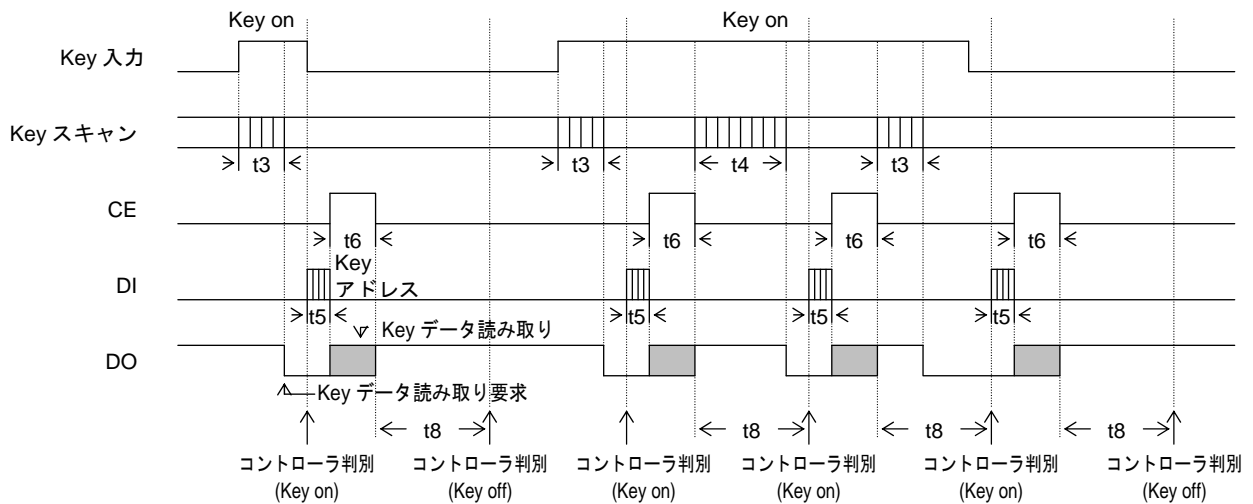 Key on
Key on
Key 入力
Key スキャン
t3
t3
t4
t3
CE
t6
t6
t6
t6
Key
アドレス
DI
t5
t5
t5
t5
Key データ読み取り
DO
Key データ読み取り要求
t8
t8
t8
t8
コントローラ判別
(Key on)
コントローラ判別
(Key off)
コントローラ判別
(Key on)
コントローラ判別
(Key on)
コントローラ判別
(Key on)
コントローラ判別
(Key off)